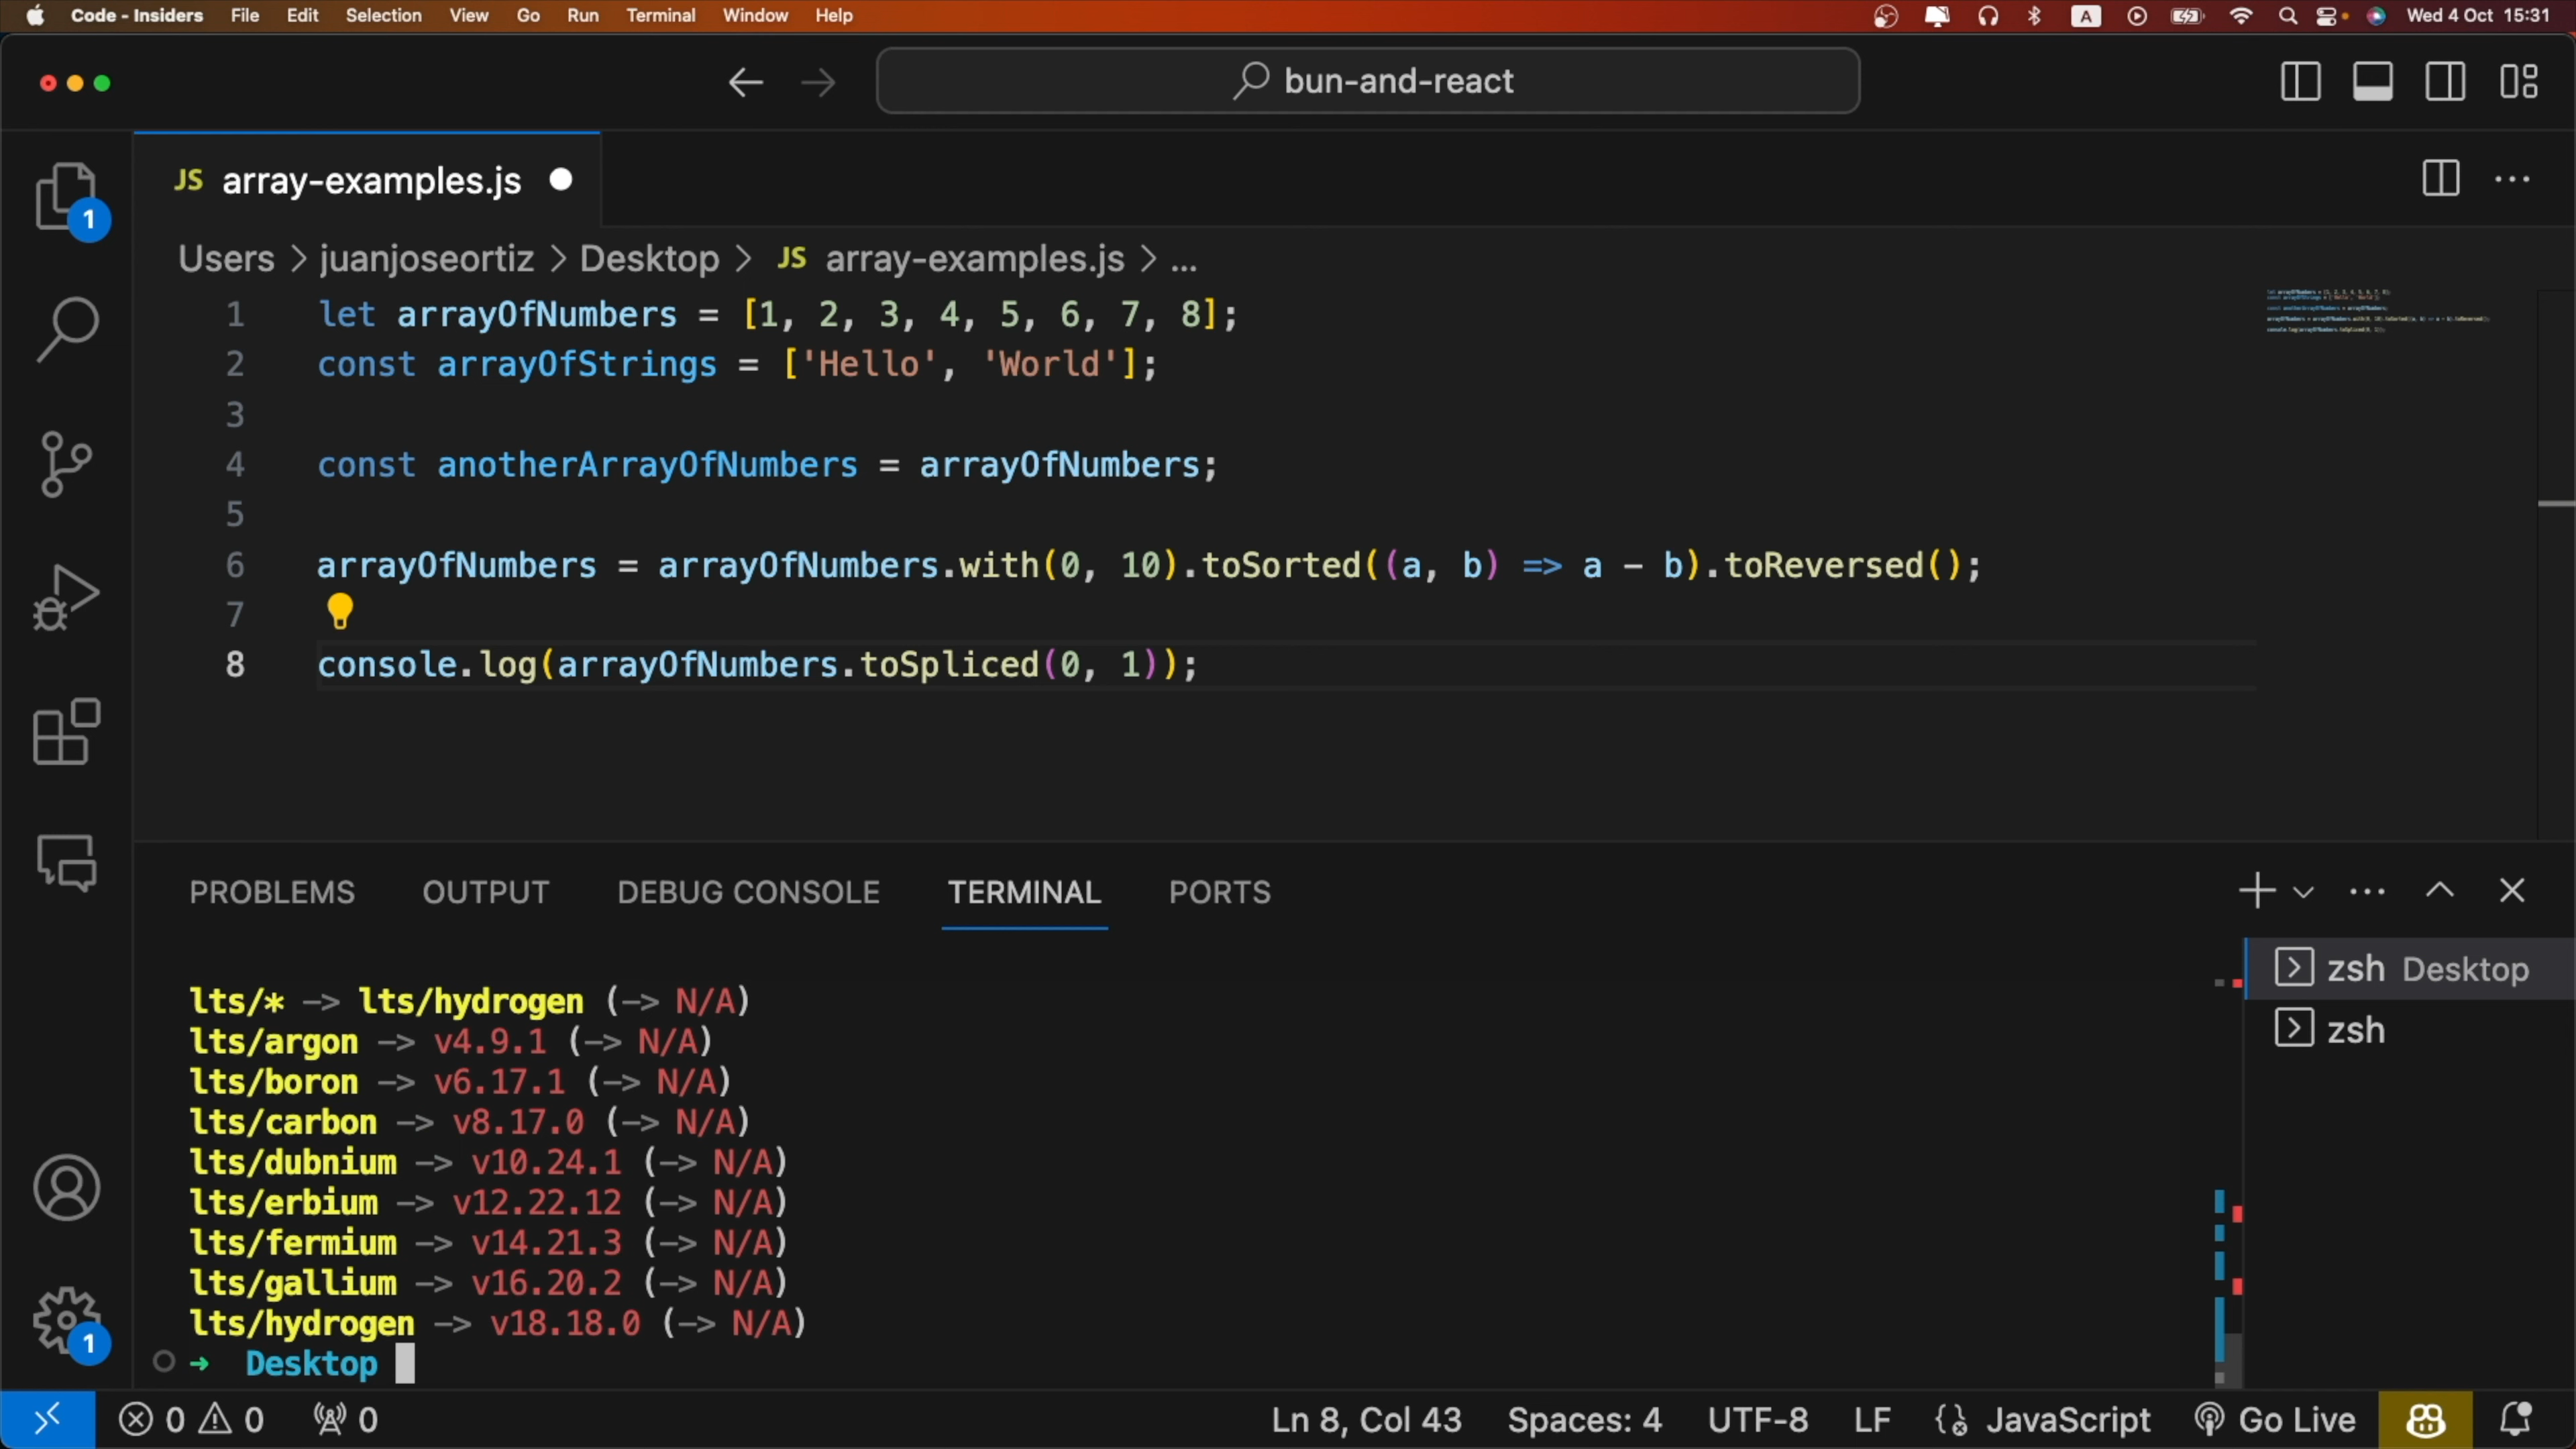 Code - Insiders File Edit Selection View Go Run Terminal Window Help A Wed 4 Oct 15:31
bun-and-react
JS array-examples.js
1
Users > juanjoseortiz > Desktop > JS array-examples.js > ...
1 let arrayOfNumbers = [1, 2, 3, 4, 5, 6, 7, 8];
2 const arrayOfStrings = ['Hello', 'World'];
3
4 const anotherArrayOfNumbers = arrayOfNumbers;
5
6 arrayOfNumbers = arrayOfNumbers.with(0, 10).toSorted((a, b) => a - b).toReversed();
7
8 console.log(arrayOfNumbers.toSpliced(0, 1));
PROBLEMS OUTPUT DEBUG CONSOLE TERMINAL PORTS
zsh Desktop
zsh
lts/* -> lts/hydrogen (-> N/A)
lts/argon -> v4.9.1 (-> N/A)
lts/boron -> v6.17.1 (-> N/A)
lts/carbon -> v8.17.0 (-> N/A)
lts/dubnium -> v10.24.1 (-> N/A)
lts/erbium -> v12.22.12 (-> N/A)
lts/fermium -> v14.21.3 (-> N/A)
lts/gallium -> v16.20.2 (-> N/A)
lts/hydrogen -> v18.18.0 (-> N/A)
→ Desktop
1
0 0 0 Ln 8, Col 43 Spaces: 4 UTF-8 LF JavaScript Go Live